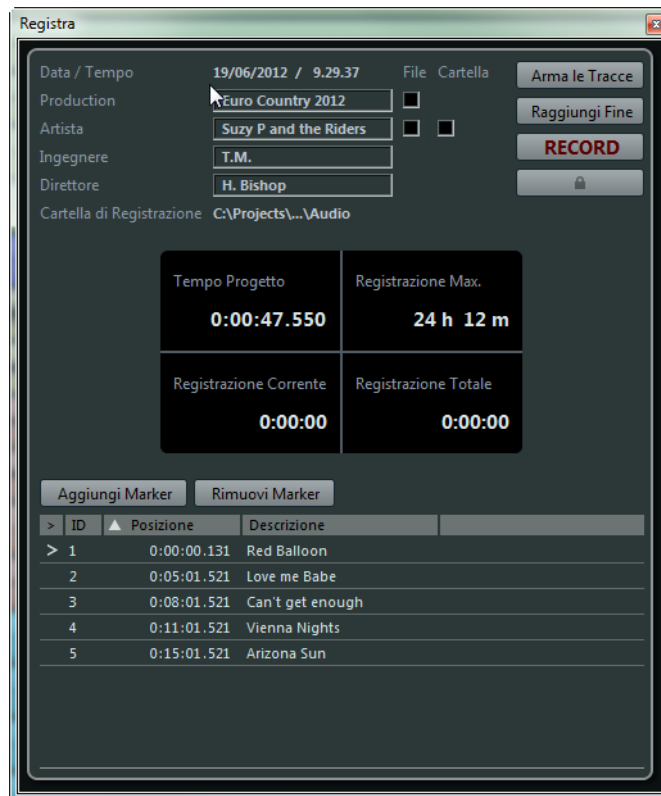 Registra
Data / Tempo 19/06/2012 / 9.29.37 File Cartella Arma le Tracce
Production Euro Country 2012 Raggiungi Fine
Artista Suzy P and the Riders RECORD
Ingegnere T.M.
Direttore H. Bishop
Cartella di Registrazione C:\Projects\...\Audio
Tempo Progetto Registrazione Max.
0:00:47.550 24 h 12 m
Registrazione Corrente Registrazione Totale
0:00:00 0:00:00
Aggiungi Marker Rimuovi Marker
> ID Posizione Descrizione
> 1 0:00:00.131 Red Balloon
2 0:05:01.521 Love me Babe
3 0:08:01.521 Can't get enough
4 0:11:01.521 Vienna Nights
5 0:15:01.521 Arizona Sun